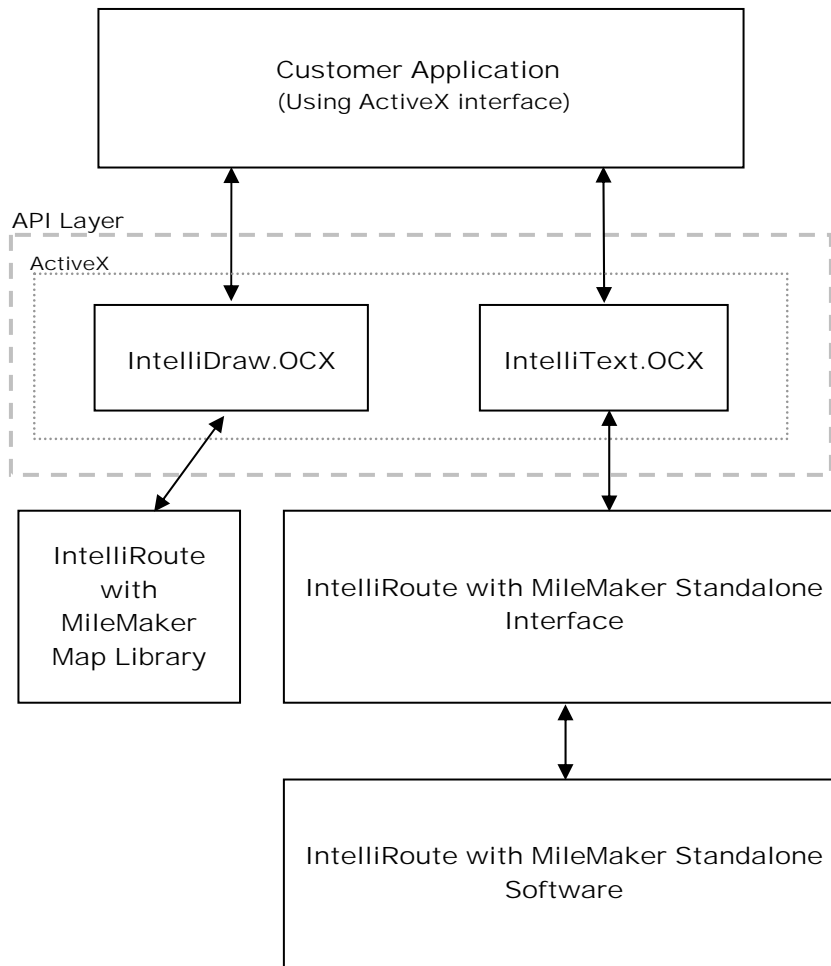 Customer Application
(Using ActiveX interface)
API Layer
ActiveX
IntelliDraw.OCX
IntelliText.OCX
IntelliRoute
with
MileMaker
Map Library
IntelliRoute with MileMaker Standalone
Interface
IntelliRoute with MileMaker Standalone
Software